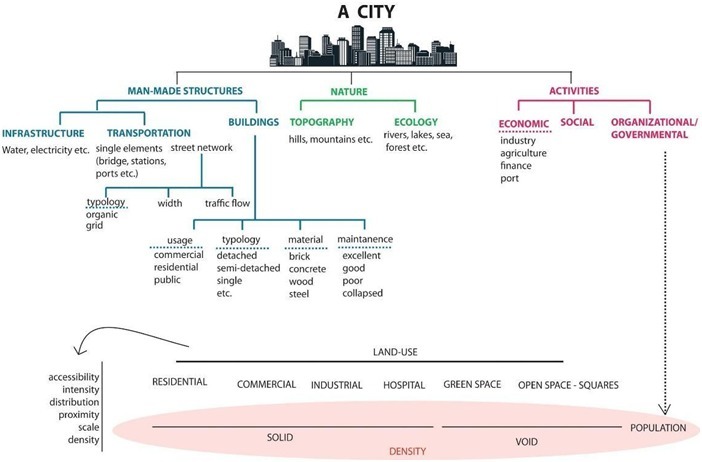 A CITY
MAN-MADE STRUCTURES
NATURE
ACTIVITIES
INFRASTRUCTURE
Water, electricity etc.
TRANSPORTATION
single elements
(bridge, stations,
ports etc.)
street network
BUILDINGS
TOPOGRAPHY
hills, mountains etc.
ECOLOGY
rivers, lakes, sea,
forest etc.
ECONOMIC
industry
agriculture
finance
port
SOCIAL
ORGANIZATIONAL/
GOVERNMENTAL
typology
organic
grid
width
traffic flow
usage
commercial
residential
public
typology
detached
semi-detached
single
etc.
material
brick
concrete
wood
steel
maintanence
excellent
good
poor
collapsed
LAND-USE
accessibility
intensity
distribution
proximity
scale
density
RESIDENTIAL
COMMERCIAL
INDUSTRIAL
HOSPITAL
GREEN SPACE
OPEN SPACE - SQUARES
POPULATION
SOLID
VOID
DENSITY